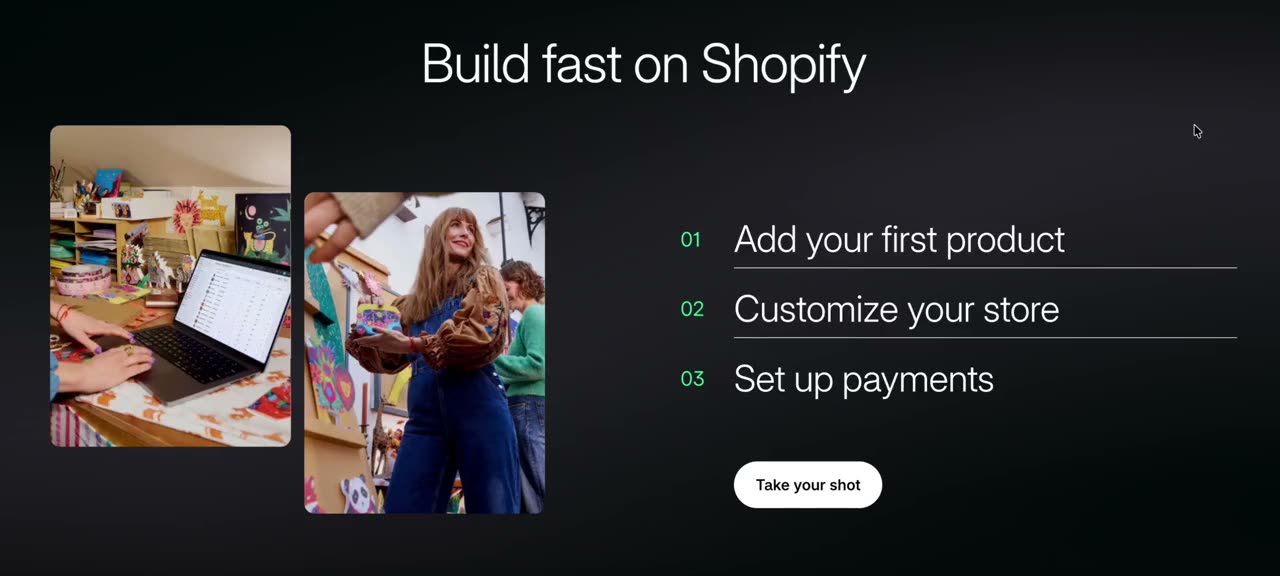 Build fast on Shopify
01 Add your first product
02 Customize your store
03 Set up payments
Take your shot